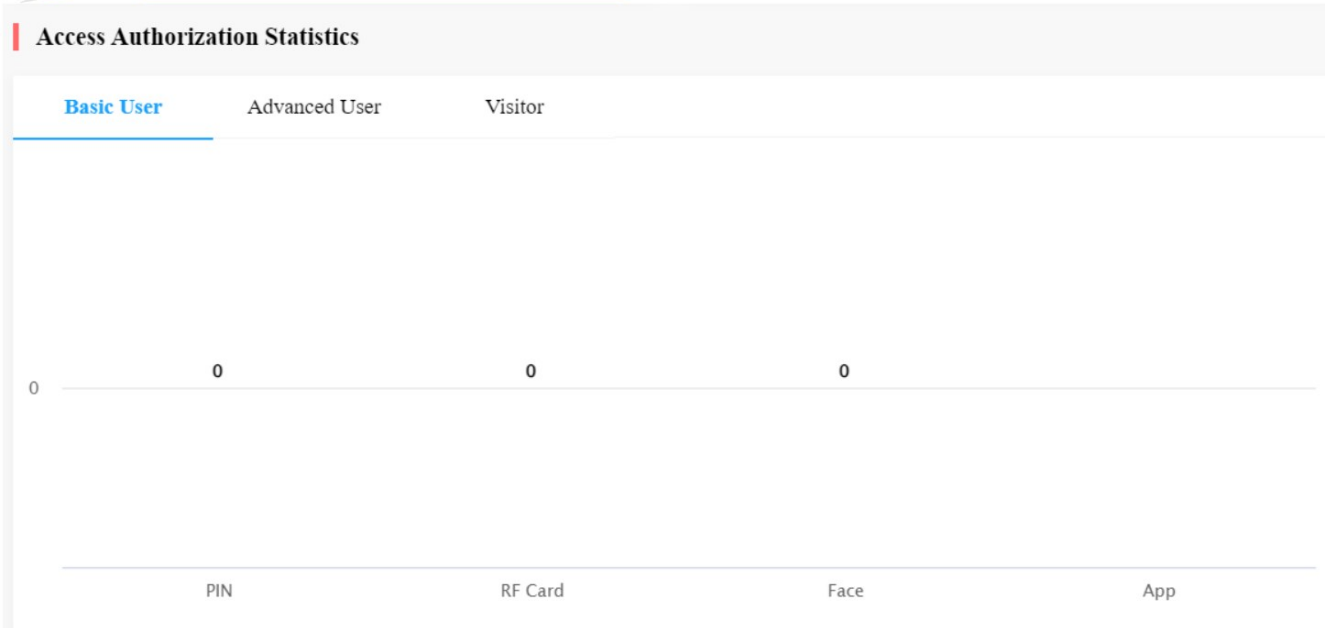 Access Authorization Statistics
Basic User Advanced User Visitor
0 0 0
0
PIN RF Card Face App